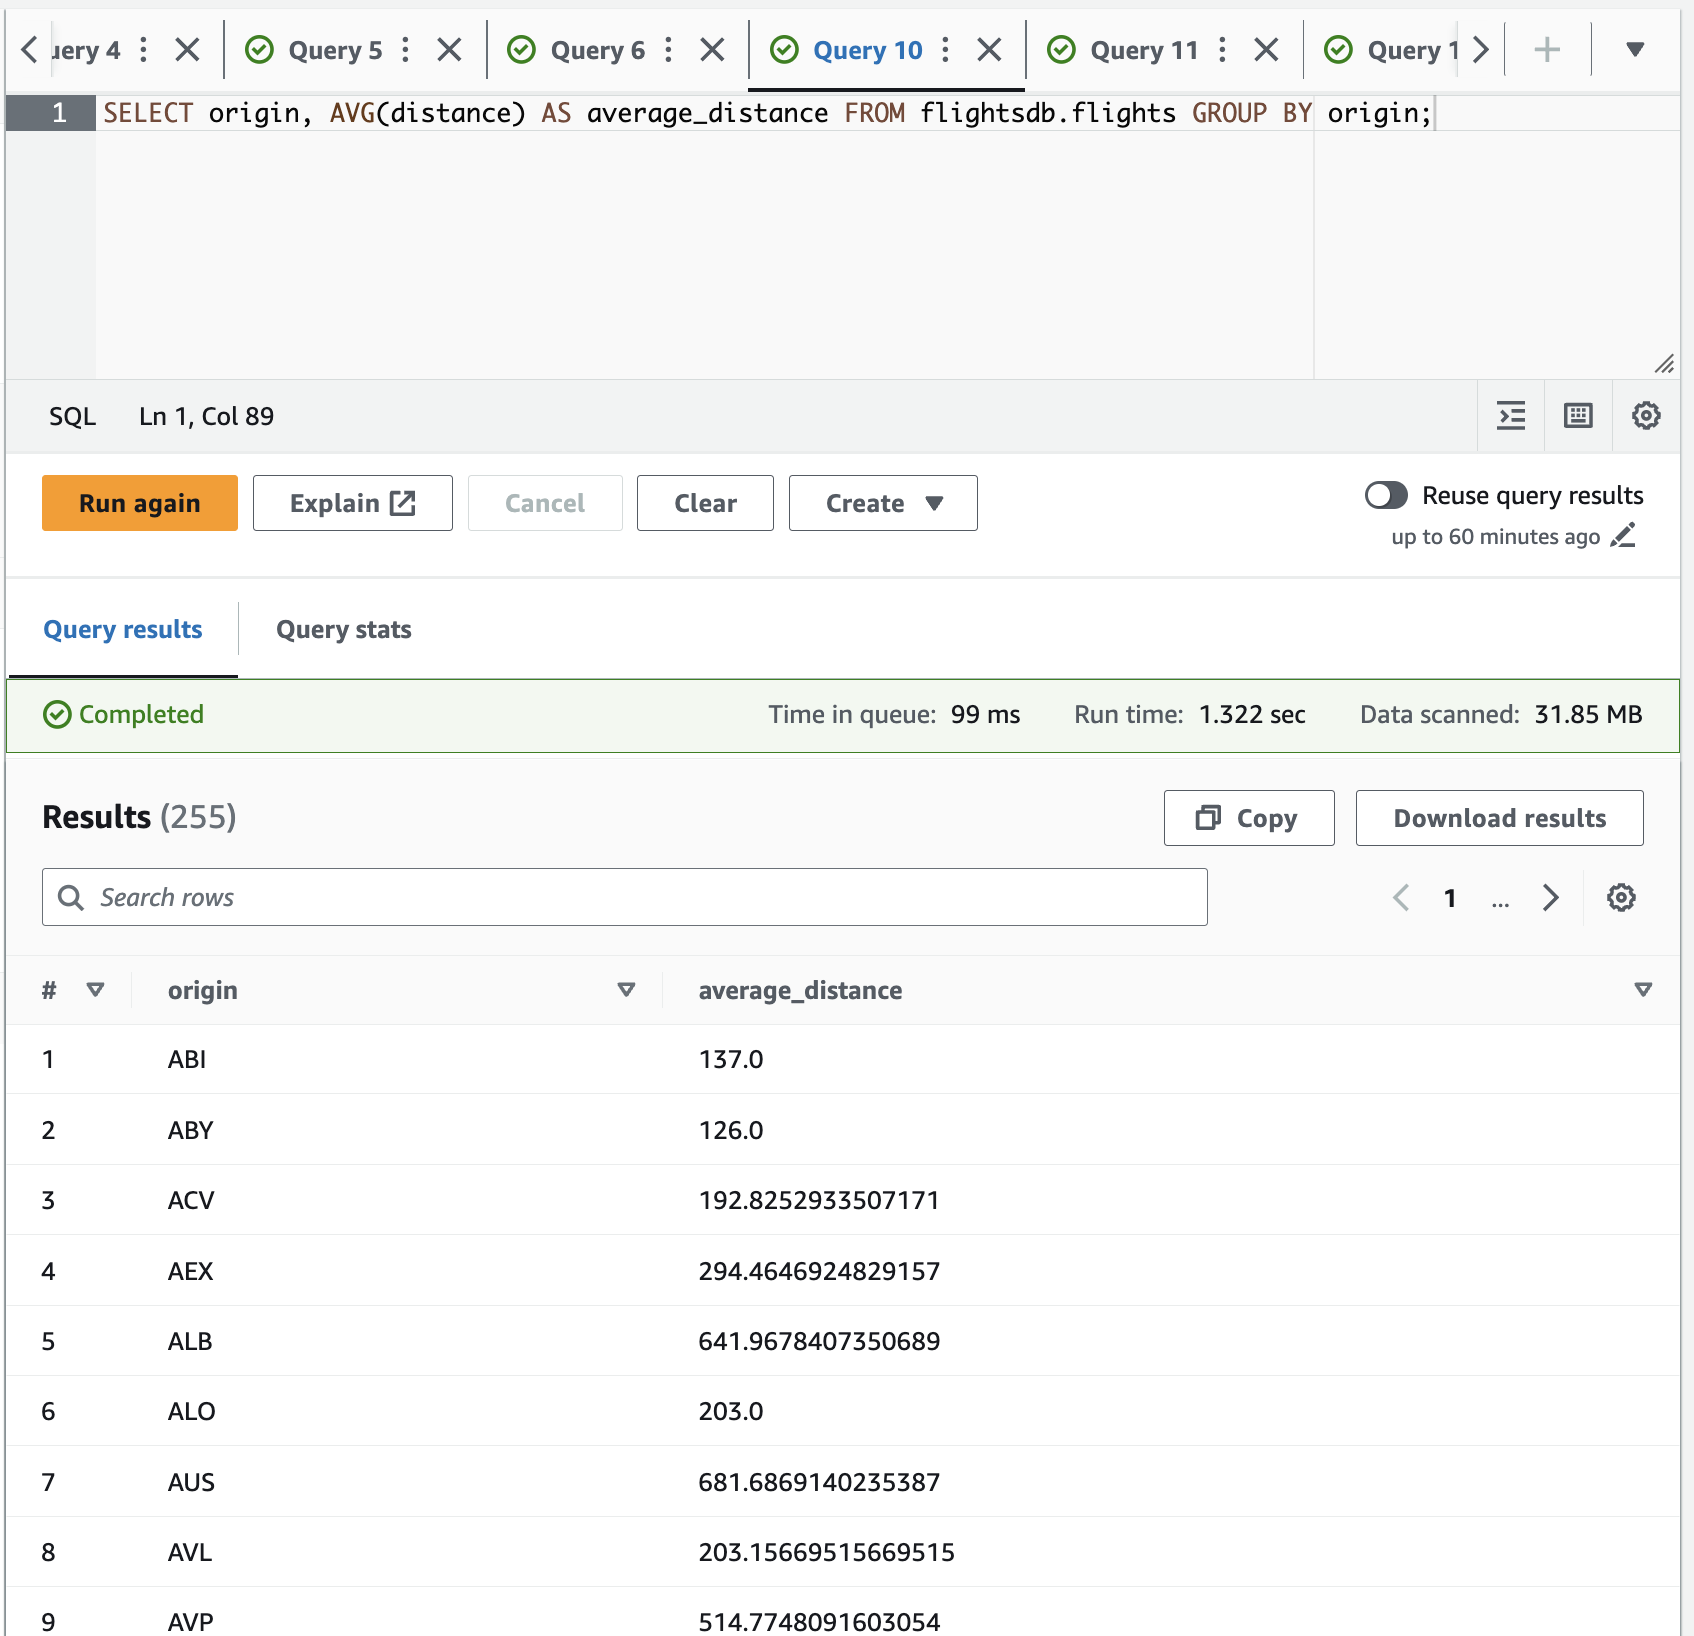 uery 4
Query 5
Query 6
Query 10
Query 11
Query 1
1 SELECT origin, AVG(distance) AS average_distance FROM flightsdb.flights GROUP BY origin;
SQL Ln 1, Col 89
Run again Explain Cancel Clear Create
Reuse query results
up to 60 minutes ago
Query results Query stats
Completed Time in queue: 99 ms Run time: 1.322 sec Data scanned: 31.85 MB
Results (255) Copy Download results
Search rows 1 ...
# origin average_distance
1 ABI 137.0
2 ABY 126.0
3 ACV 192.8252933507171
4 AEX 294.4646924829157
5 ALB 641.9678407350689
6 ALO 203.0
7 AUS 681.6869140235387
8 AVL 203.15669515669515
9 AVP 514.7748091603054